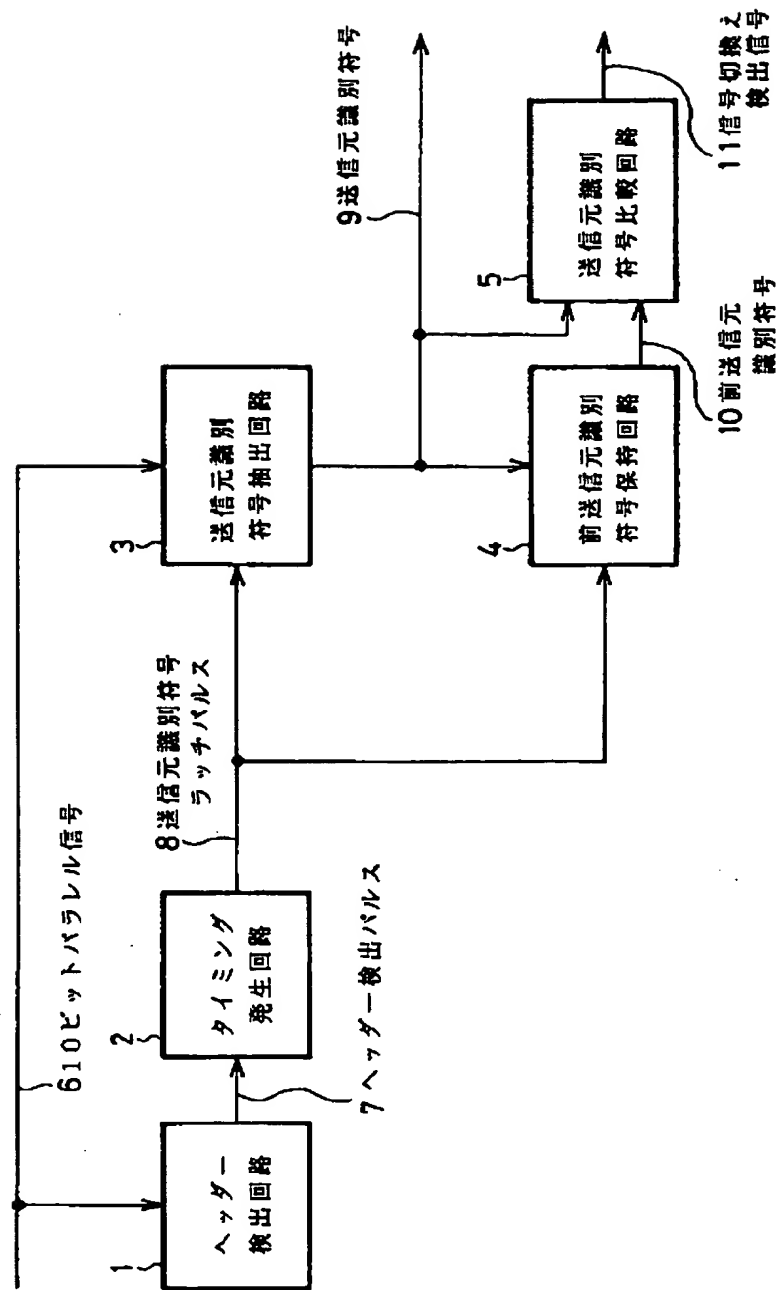 610ビットパラレル信号
1
ヘッダー
検出回路
7ヘッダー検出パルス
2
タイミング
発生回路
8送信元識別符号
ラッチパルス
3
送信元識別
符号抽出回路
9送信元識別符号
4
前送信元識別
符号保持回路
10前送信元
識別符号
5
送信元識別
符号比較回路
11信号切換え
検出信号